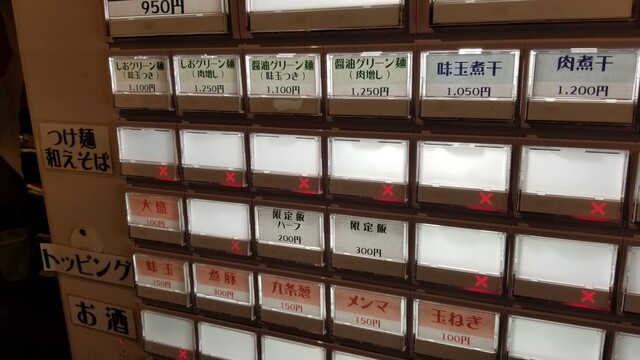 950円
しおグリーン麺
(味玉つき)
1,100円
しおグリーン麺
(肉増し)
1,250円
醤油グリーン麺
(味玉つき)
1,100円
醤油グリーン麺
(肉増し)
1,250円
味玉煮干
1,050円
肉煮干
1,200円
つけ麺
和えそば
大盛
100円
限定飯
ハーフ
200円
限定飯
300円
トッピング
味玉
150円
煮豚
300円
九条葱
150円
メンマ
150円
玉ねぎ
100円
お酒